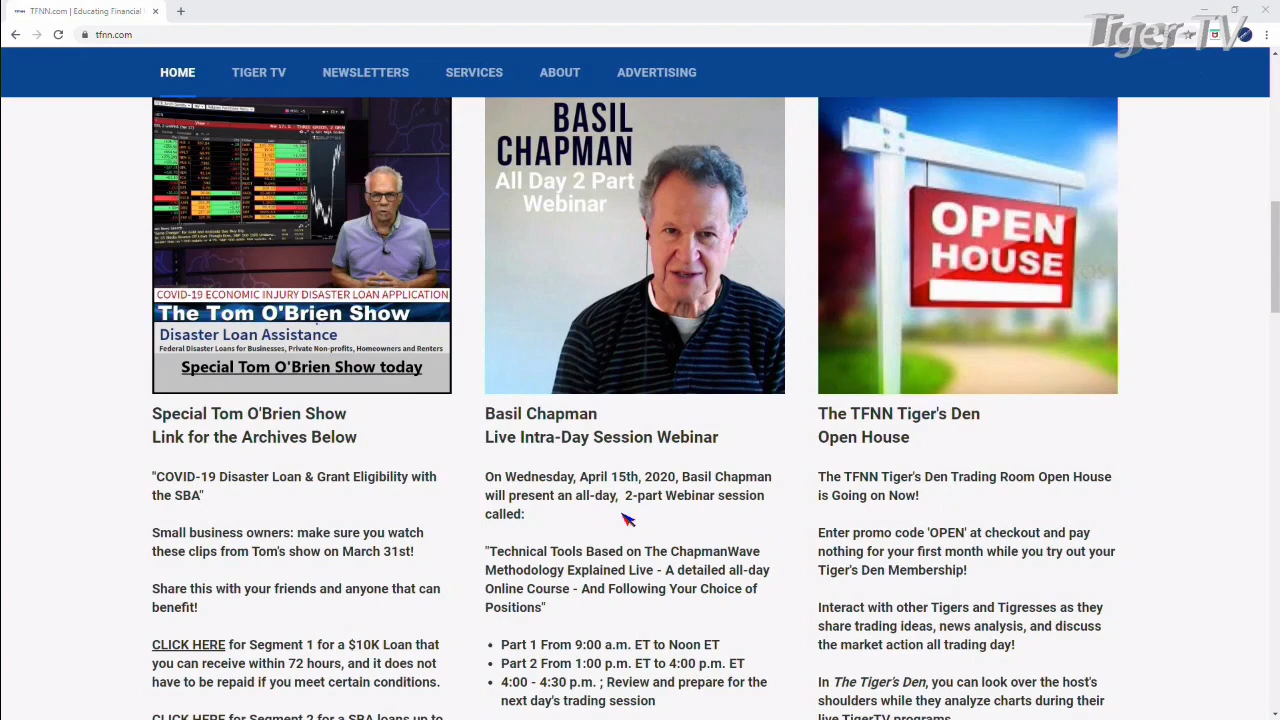 TFNN.com | Educating Financial
tfnn.com
Tiger-TV
HOME
TIGER TV
NEWSLETTERS
SERVICES
ABOUT
ADVERTISING
COVID-19 ECONOMIC INJURY DISASTER LOAN APPLICATION
The Tom O'Brien Show
Disaster Loan Assistance
Federal Disaster Loans for Businesses, Private Non-profits, Homeowners and Renters
Special Tom O'Brien Show today
Special Tom O'Brien Show
Link for the Archives Below
"COVID-19 Disaster Loan & Grant Eligibility with
the SBA"
Small business owners: make sure you watch
these clips from Tom's show on March 31st!
Share this with your friends and anyone that can
benefit!
CLICK HERE for Segment 1 for a $10K Loan that
you can receive within 72 hours, and it does not
have to be repaid if you meet certain conditions.
CLICK HERE for Segment 2 for a SBA loans up to
BASIL
CHAPMAN
All Day 2 Part
Webinar
Basil Chapman
Live Intra-Day Session Webinar
On Wednesday, April 15th, 2020, Basil Chapman
will present an all-day, 2-part Webinar session
called:
"Technical Tools Based on The ChapmanWave
Methodology Explained Live - A detailed all-day
Online Course - And Following Your Choice of
Positions"
• Part 1 From 9:00 a.m. ET to Noon ET
• Part 2 From 1:00 p.m. ET to 4:00 p.m. ET
• 4:00 - 4:30 p.m. ; Review and prepare for the
next day's trading session
OPEN
HOUSE
The TFNN Tiger's Den
Open House
The TFNN Tiger's Den Trading Room Open House
is Going on Now!
Enter promo code 'OPEN' at checkout and pay
nothing for your first month while you try out your
Tiger's Den Membership!
Interact with other Tigers and Tigresses as they
share trading ideas, news analysis, and discuss
the market action all trading day!
In The Tiger's Den, you can look over the host's
shoulders while they analyze charts during their
live TigerTV programs